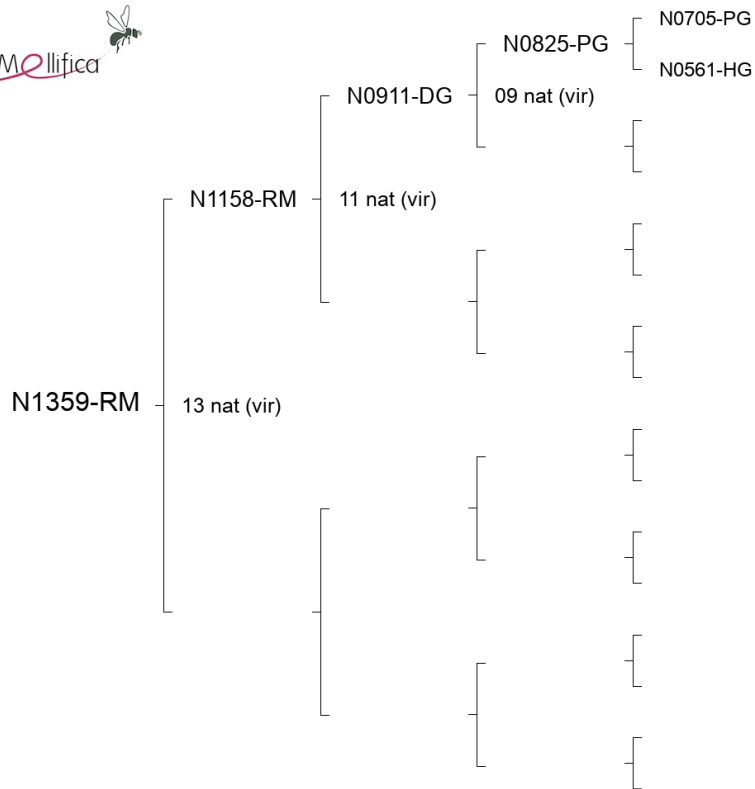 Mellifica
N0705-PG
N0825-PG
N0561-HG
N0911-DG
09 nat (vir)
N1158-RM
11 nat (vir)
N1359-RM
13 nat (vir)